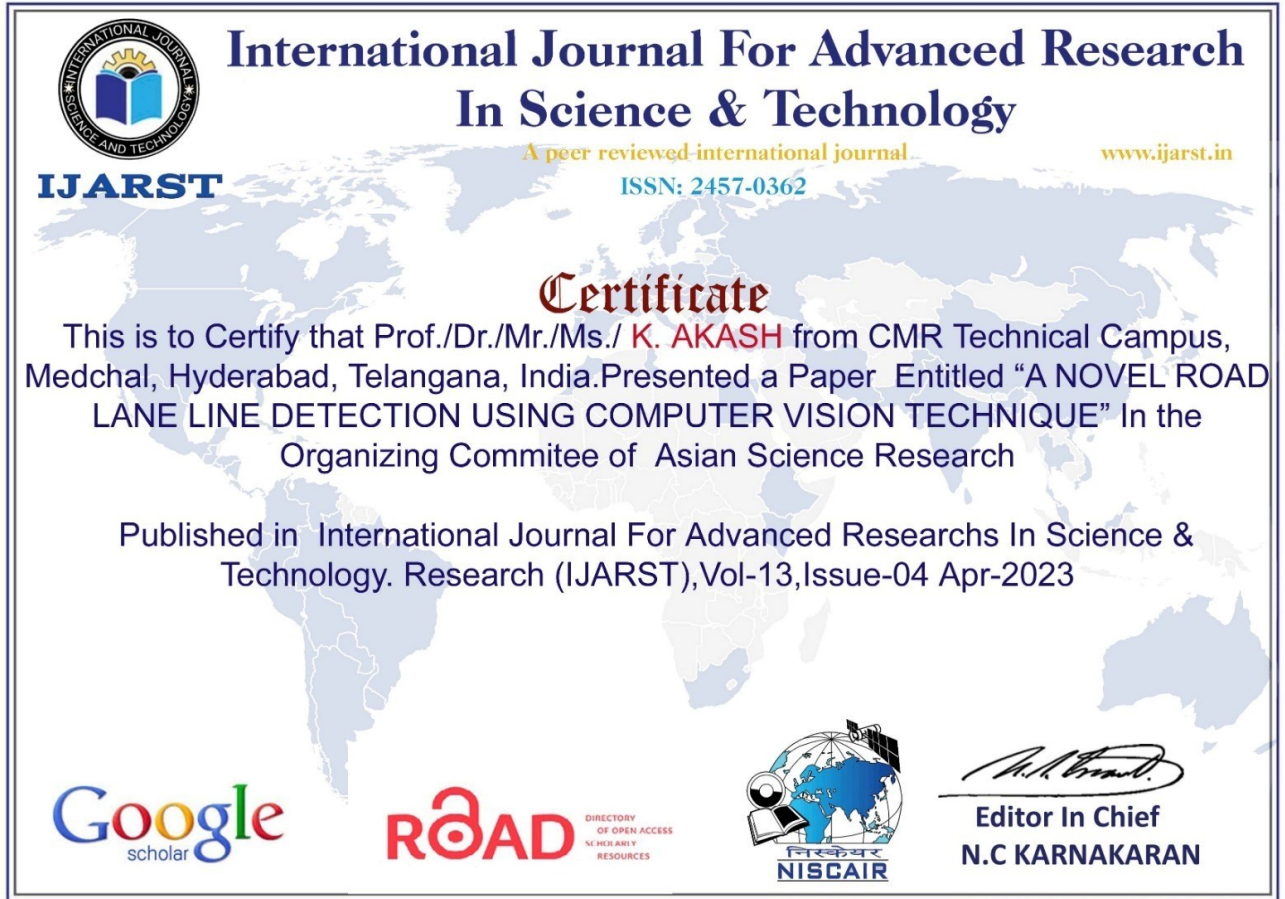 INTERNATIONAL JOURNAL
SCIENCE AND TECHNOLOGY
IJARST
International Journal For Advanced Research
In Science & Technology
A peer reviewed international journal
www.ijarst.in
ISSN: 2457-0362
Certificate
This is to Certify that Prof./Dr./Mr./Ms./ K. AKASH from CMR Technical Campus,
Medchal, Hyderabad, Telangana, India.Presented a Paper Entitled “A NOVEL ROAD
LANE LINE DETECTION USING COMPUTER VISION TECHNIQUE” In the
Organizing Commitee of Asian Science Research
Published in International Journal For Advanced Researchs In Science &
Technology. Research (IJARST),Vol-13,Issue-04 Apr-2023
Google
scholar
ROAD
DIRECTORY
OF OPEN ACCESS
SCHOLARLY
RESOURCES
निस्केयर
NISCAIR
Editor In Chief
N.C KARNAKARAN